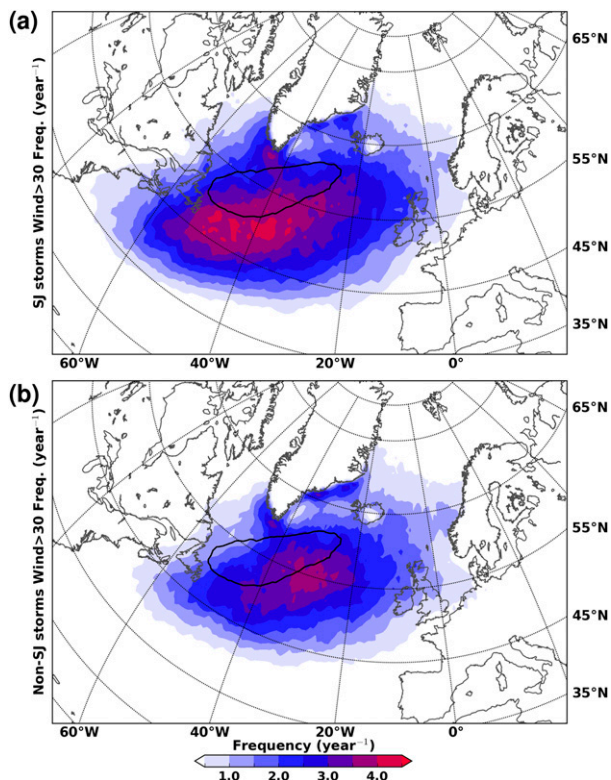 (a)
SJ storms Wind>30 Freq. (year⁻¹)
65°N
55°N
45°N
35°N
60°W 40°W 20°W 0°
(b)
Non-SJ storms Wind>30 Freq. (year⁻¹)
65°N
55°N
45°N
35°N
60°W 40°W 20°W 0°
Frequency (year⁻¹)
1.0 2.0 3.0 4.0